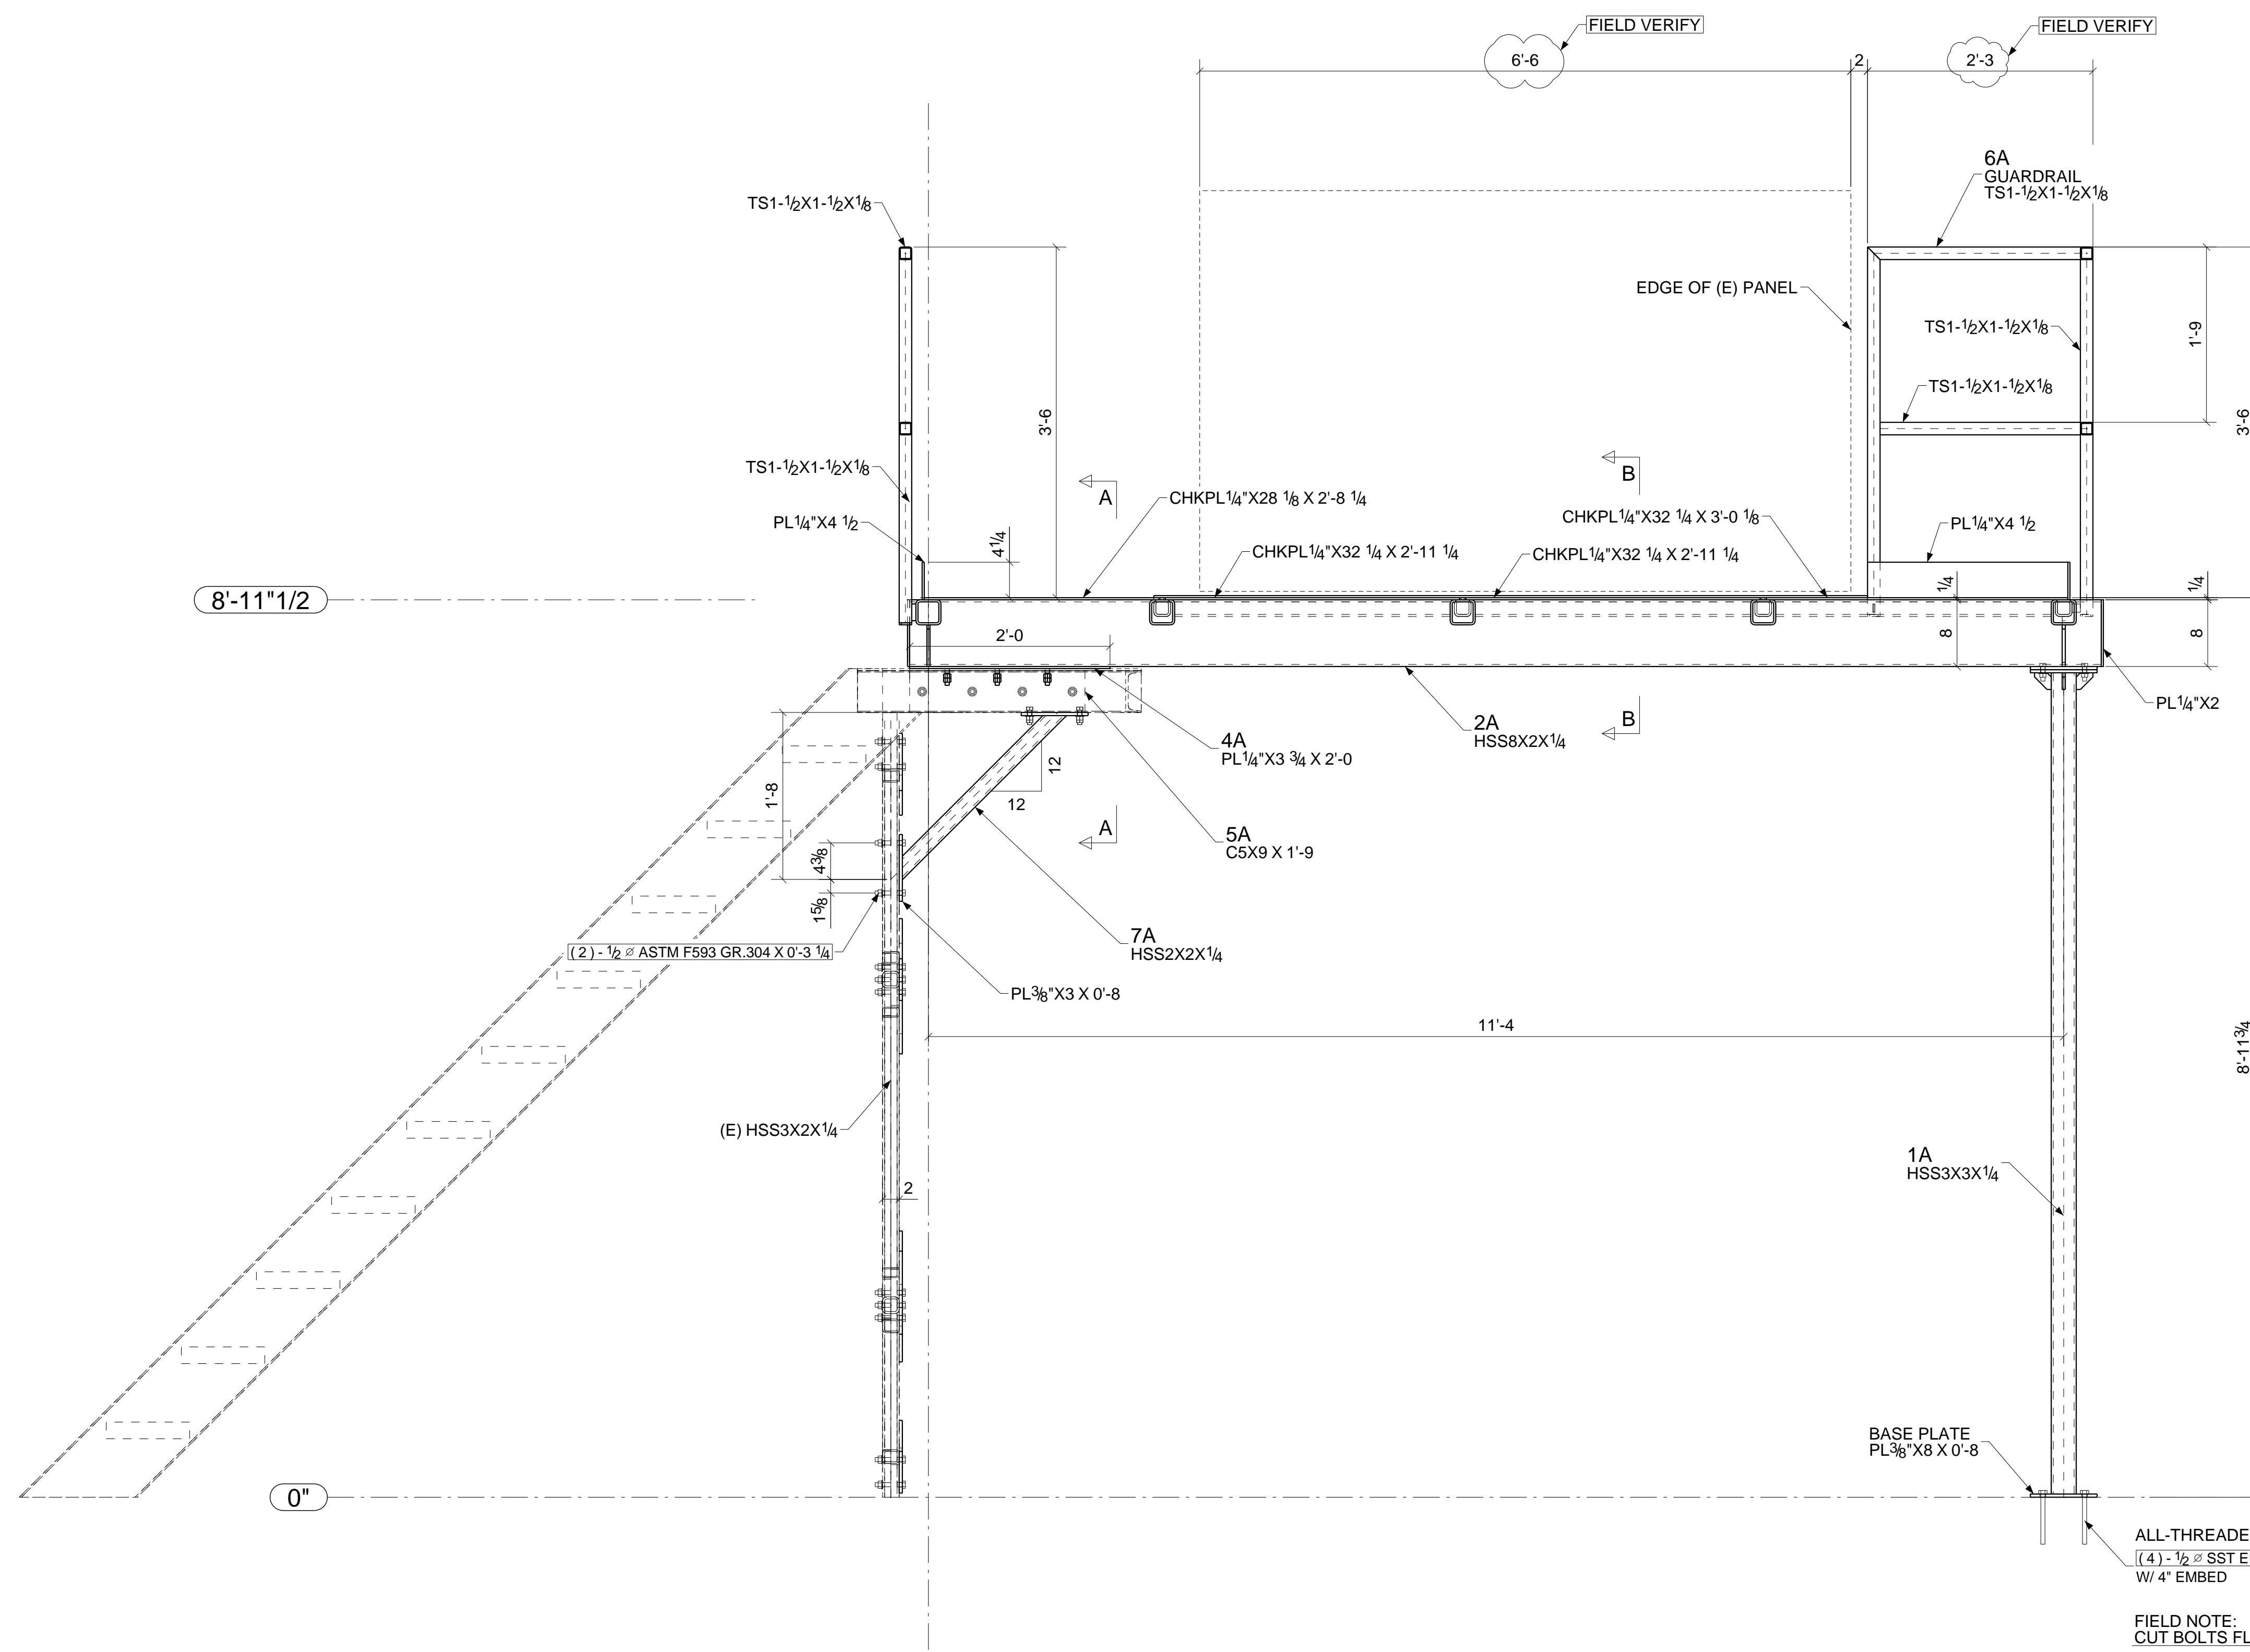 FIELD VERIFY
FIELD VERIFY
6'-6
2
2'-3
6A
GUARDRAIL
TS1-1/2X1-1/2X1/8
TS1-1/2X1-1/2X1/8
EDGE OF (E) PANEL
TS1-1/2X1-1/2X1/8
1'-9
TS1-1/2X1-1/2X1/8
3'-6
3'-6
TS1-1/2X1-1/2X1/8
A
B
CHKPL1/4"X28 1/8 X 2'-8 1/4
CHKPL1/4"X32 1/4 X 3'-0 1/8
PL1/4"X4 1/2
PL1/4"X4 1/2
4 1/4
CHKPL1/4"X32 1/4 X 2'-11 1/4
CHKPL1/4"X32 1/4 X 2'-11 1/4
8'-11"1/2
1/4
1/4
2'-0
8
8
PL1/4"X2
2A
HSS8X2X1/4
B
4A
PL1/4"X3 3/4 X 2'-0
12
12
1'-8
A
5A
C5X9 X 1'-9
4 3/8
1 5/8
7A
HSS2X2X1/4
( 2 ) - 1/2 ∅ ASTM F593 GR.304 X 0'-3 1/4
PL3/8"X3 X 0'-8
11'-4
8'-11 3/4
(E) HSS3X2X1/4
1A
HSS3X3X1/4
2
BASE PLATE
PL3/8"X8 X 0'-8
0"
ALL-THREADE
( 4 ) - 1/2 ∅ SST E
W/ 4" EMBED
FIELD NOTE:
CUT BOLTS FL